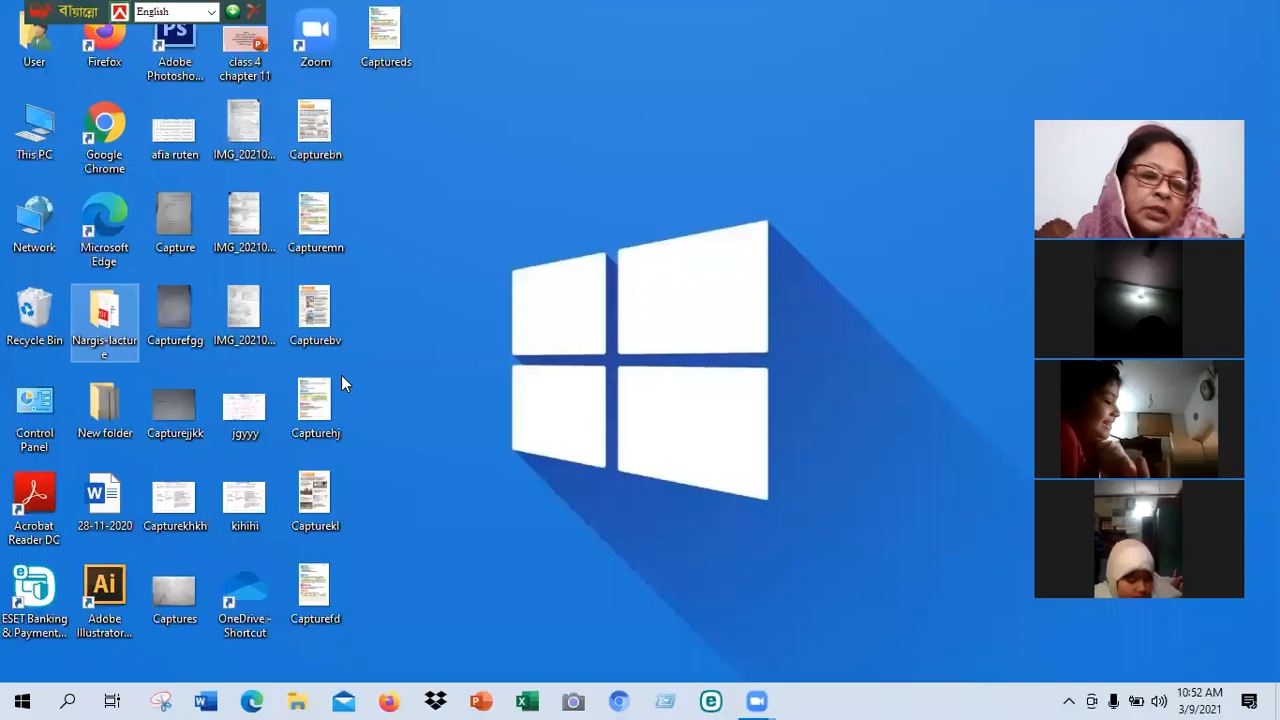 বায়ান্নো English
User
Firefox
Adobe
Photosho...
class 4
chapter 11
Zoom
Captureds
This PC
Google
Chrome
afia ruten
IMG_20210...
Capturebn
Network
Microsoft
Edge
Capture
IMG_20210...
Capturemn
Recycle Bin
Nargis-lactur
e
Capturefgg
IMG_20210...
Capturebv
Control
Panel
New folder
Capturejjkk
jgyyy
Capturehj
Acrobat
Reader DC
28-11-2020
Capturekhkh
kihihi
Capturekl
ESET Banking
& Payment...
Adobe
Illustrator...
Captures
OneDrive -
Shortcut
Capturefd
10:52 AM
3/9/2021